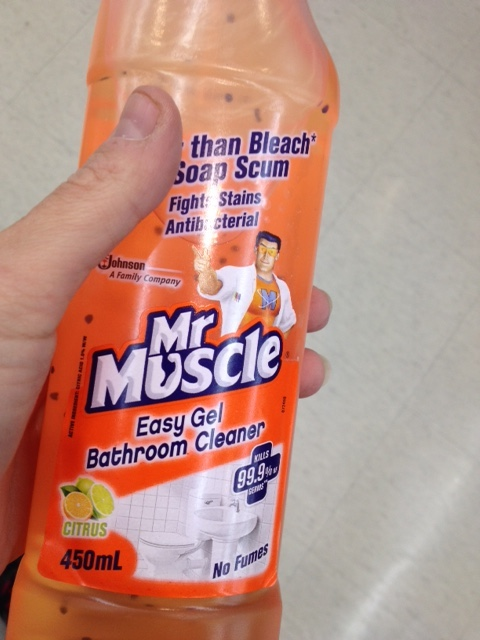 than Bleach*
Soap Scum
Fights Stains
Antibacterial
Johnson
A Family Company
Mr
Muscle
Easy Gel
Bathroom Cleaner
KILLS
99.9%
GERMS
CITRUS
450mL
No Fumes